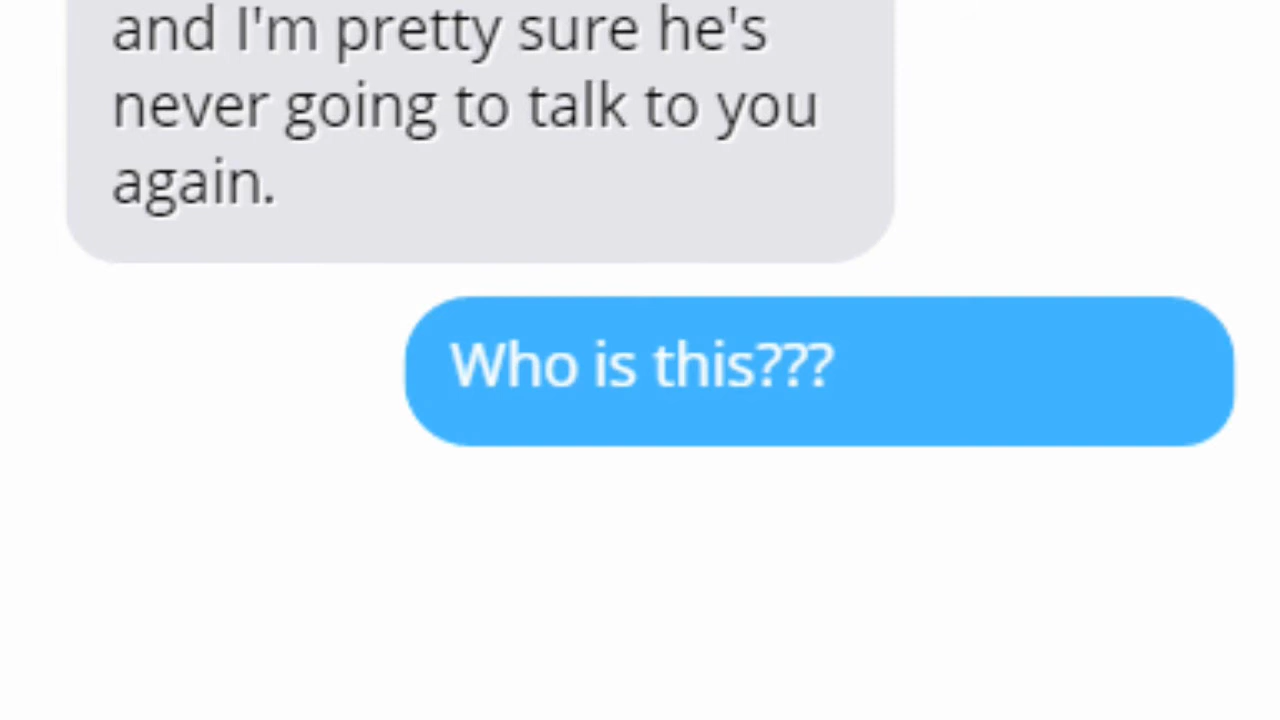 and I'm pretty sure he's
never going to talk to you
again.
Who is this???